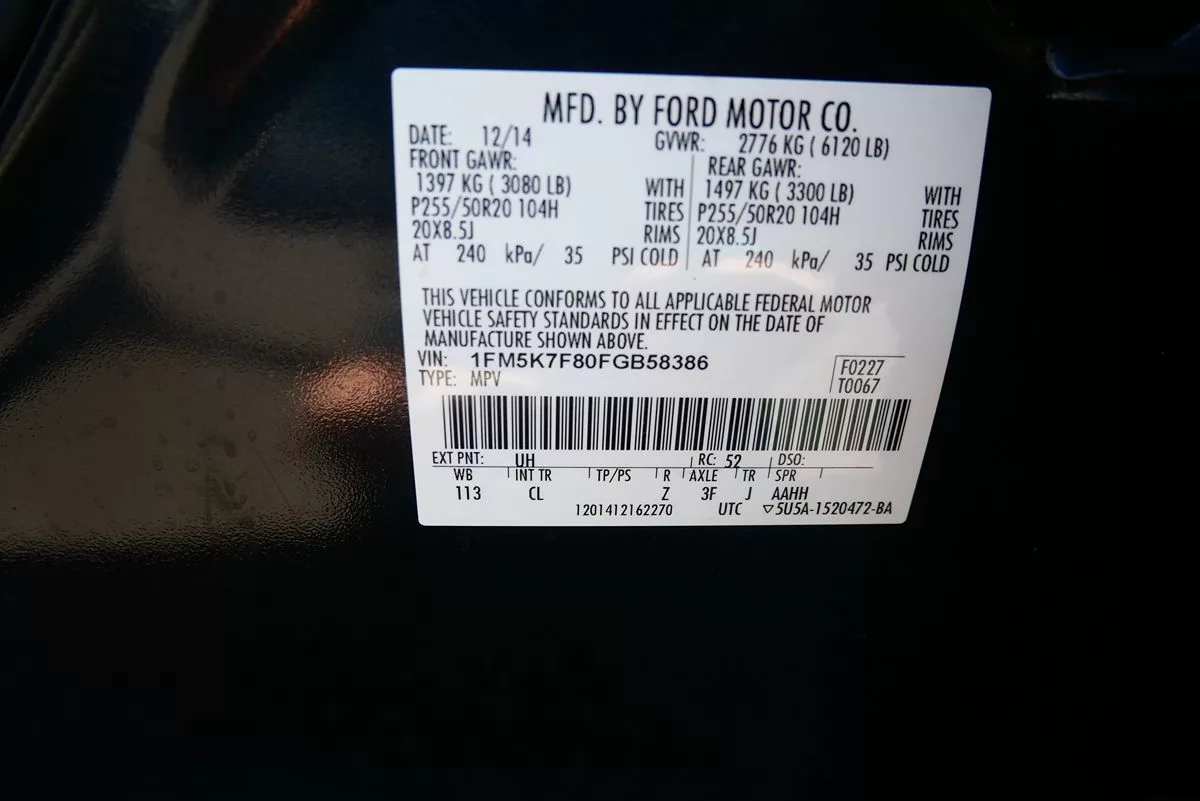 MFD. BY FORD MOTOR CO.
DATE: 12/14 GVWR: 2776 KG ( 6120 LB)
FRONT GAWR: REAR GAWR:
1397 KG ( 3080 LB) WITH 1497 KG ( 3300 LB) WITH
P255/50R20 104H TIRES P255/50R20 104H TIRES
20X8.5J RIMS 20X8.5J RIMS
AT 240 kPa/ 35 PSI COLD AT 240 kPa/ 35 PSI COLD
THIS VEHICLE CONFORMS TO ALL APPLICABLE FEDERAL MOTOR
VEHICLE SAFETY STANDARDS IN EFFECT ON THE DATE OF
MANUFACTURE SHOWN ABOVE.
VIN: 1FM5K7F80FGB58386 F0227
TYPE: MPV T0067
EXT PNT: UH RC: 52 DSO:
WB INT TR TP/PS R AXLE TR SPR
113 CL Z 3F J AAHH
1201412162270 UTC ▽5U5A-1520472-BA